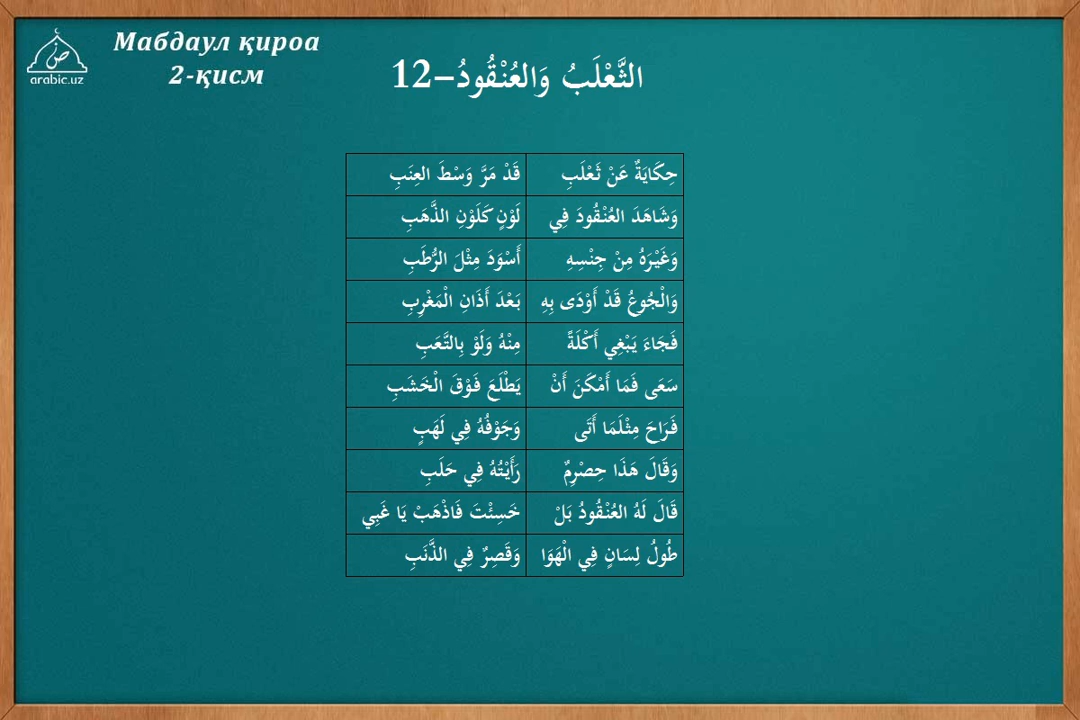 Мабдаул қироа
2-қисм
arabic.uz
12-الثَّعْلَبُ وَالعُنْقُودُ
حِكَايَةٌ عَنْ ثَعْلَبِ قَدْ مَرَّ وَسْطَ العِنَبِ
وَشَاهَدَ العُنْقُودَ فِي لَوْنٍ كَلَوْنِ الذَّهَبِ
وَغَيْرَهُ مِنْ جِنْسِهِ أَسْوَدَ مِثْلَ الرُّطَبِ
وَالْجُوعُ قَدْ أَوْدَى بِهِ بَعْدَ أَذَانِ الْمَغْرِبِ
فَجَاءَ يَبْغِي أَكْلَةً مِنْهُ وَلَوْ بِالتَّعَبِ
سَعَى فَمَا أَمْكَنَ أَنْ يَطْلَعَ فَوْقَ الْخَشَبِ
فَرَاحَ مِثْلَمَا أَتَى وَجَوْفُهُ فِي لَهَبٍ
وَقَالَ هَذَا حِصْرِمٌ رَأَيْتُهُ فِي حَلَبِ
قَالَ لَهُ العُنْقُودُ بَلْ خَسِئْتَ فَاذْهَبْ يَا غَبِي
طُولُ لِسَانٍ فِي الْهَوَا وَقَصِرٌ فِي الذَّنَبِ